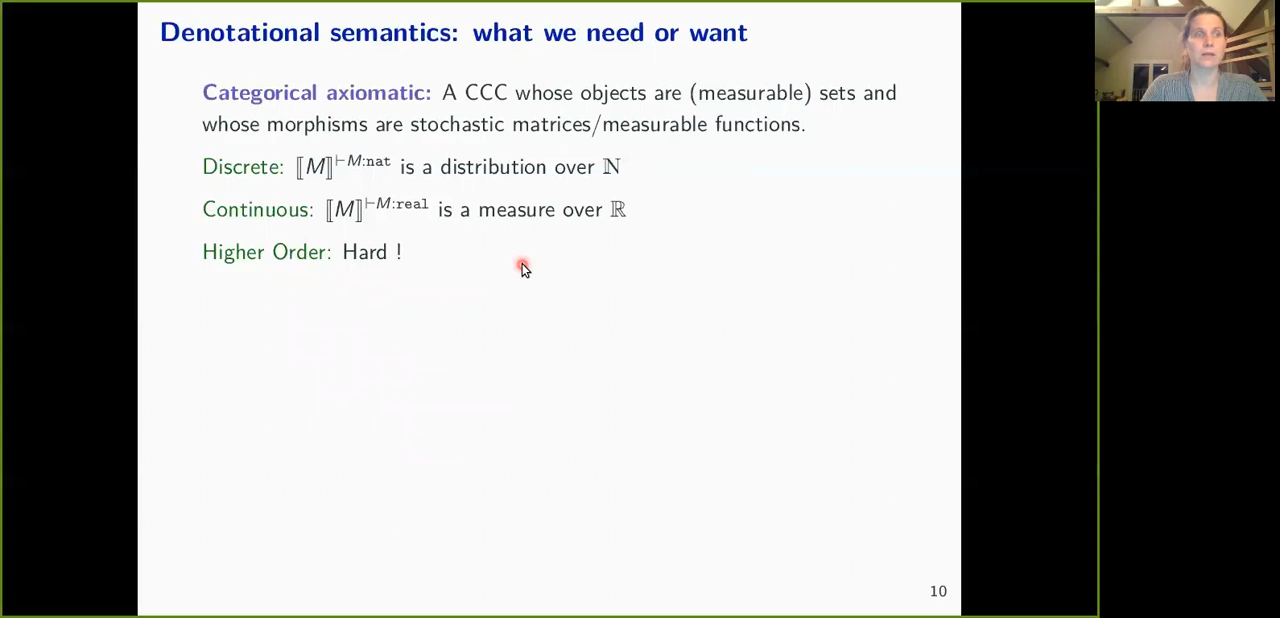 Denotational semantics: what we need or want
Categorical axiomatic: A CCC whose objects are (measurable) sets and
whose morphisms are stochastic matrices/measurable functions.
Discrete: ⟦M⟧^{⊢M:nat} is a distribution over ℕ
Continuous: ⟦M⟧^{⊢M:real} is a measure over ℝ
Higher Order: Hard !
10